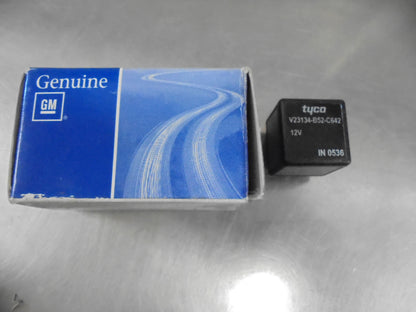 Genuine
GM
tyco
V23134-B52-C642
12V
IN 0536